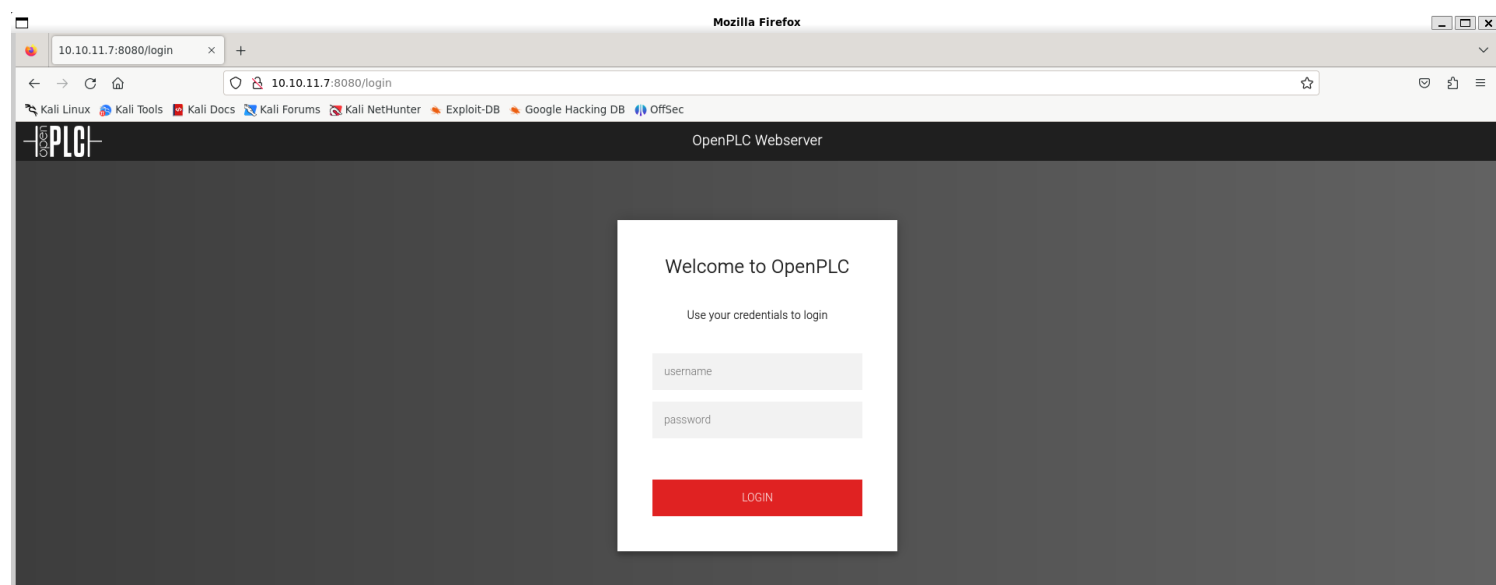 Mozilla Firefox
10.10.11.7:8080/login
10.10.11.7:8080/login
Kali Linux Kali Tools Kali Docs Kali Forums Kali NetHunter Exploit-DB Google Hacking DB OffSec
open PLC OpenPLC Webserver
Welcome to OpenPLC
Use your credentials to login
username
password
LOGIN